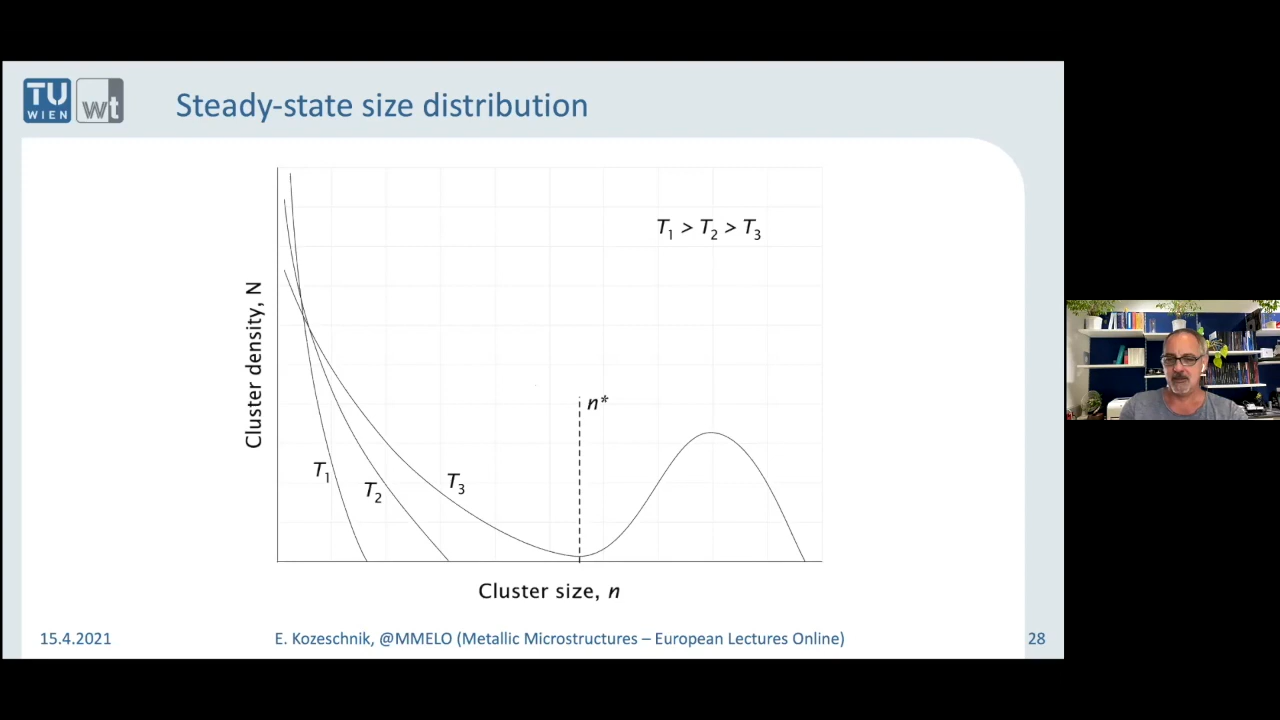 TU
WIEN
wt
Steady-state size distribution
T1 > T2 > T3
Cluster density, N
n*
T1
T2
T3
Cluster size, n
15.4.2021
E. Kozeschnik, @MMELO (Metallic Microstructures – European Lectures Online)
28